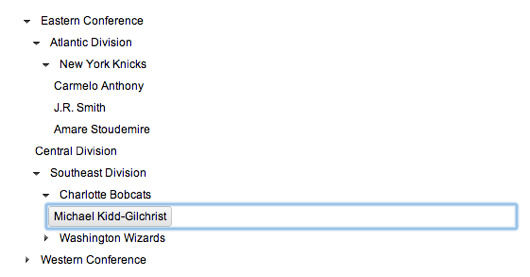 Eastern Conference
Atlantic Division
New York Knicks
Carmelo Anthony
J.R. Smith
Amare Stoudemire
Central Division
Southeast Division
Charlotte Bobcats
Michael Kidd-Gilchrist
Washington Wizards
Western Conference